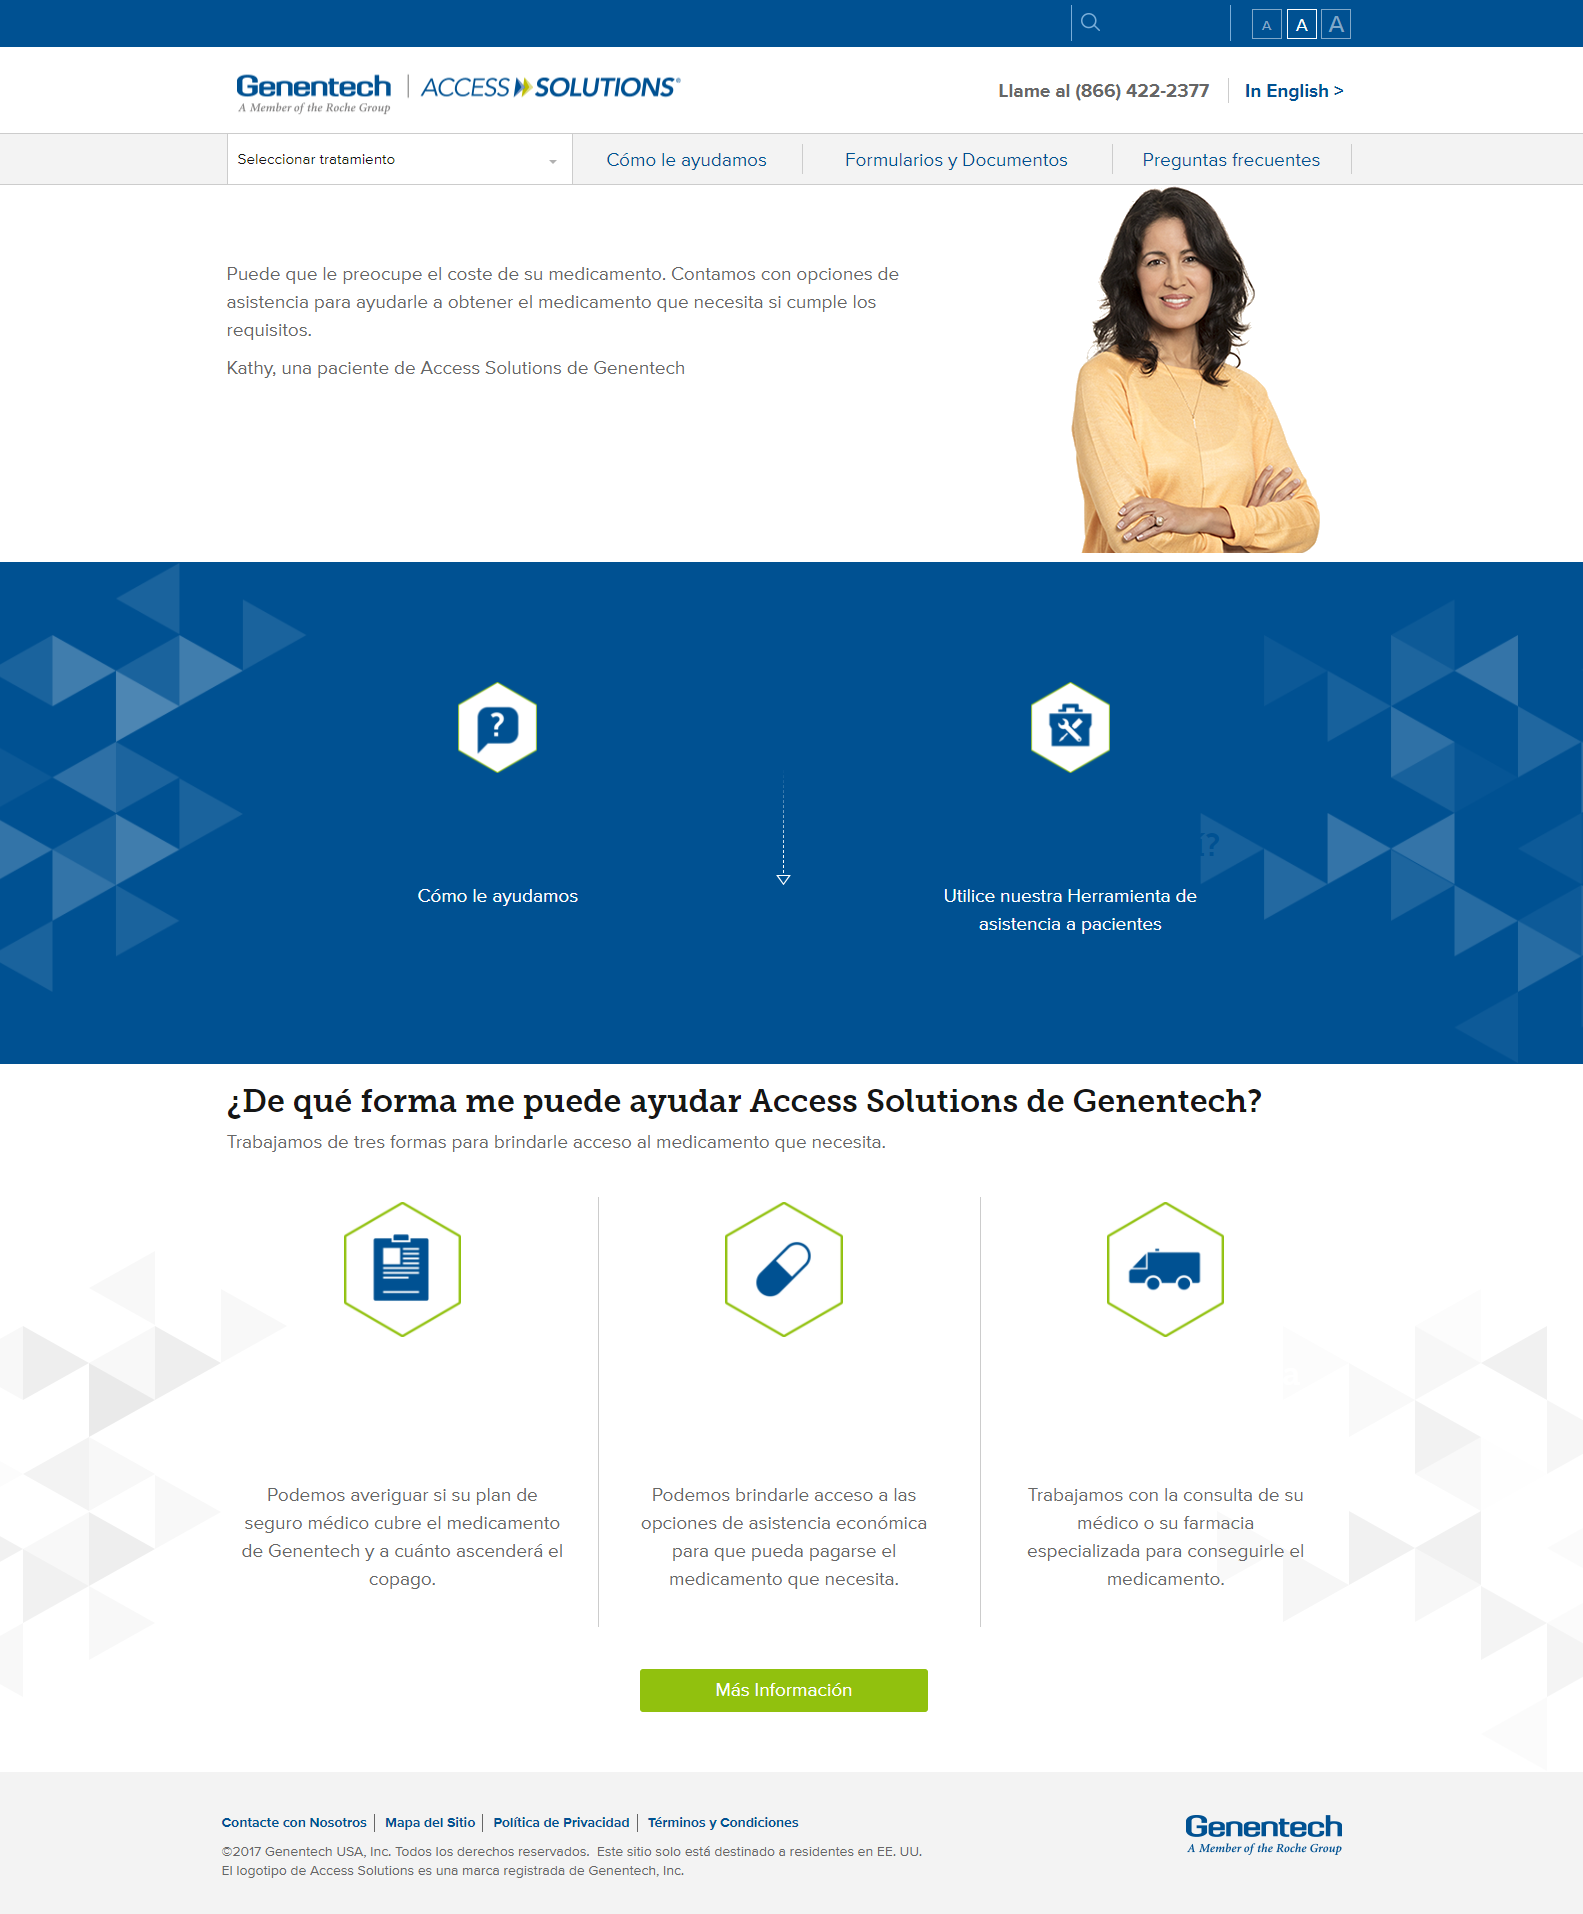 A A A
Genentech
A Member of the Roche Group
ACCESS SOLUTIONS®
Llame al (866) 422-2377
In English >
Seleccionar tratamiento
Cómo le ayudamos
Formularios y Documentos
Preguntas frecuentes
Puede que le preocupe el coste de su medicamento. Contamos con opciones de
asistencia para ayudarle a obtener el medicamento que necesita si cumple los
requisitos.
Kathy, una paciente de Access Solutions de Genentech
?
Cómo le ayudamos
Utilice nuestra Herramienta de
asistencia a pacientes
¿De qué forma me puede ayudar Access Solutions de Genentech?
Trabajamos de tres formas para brindarle acceso al medicamento que necesita.
Podemos averiguar si su plan de
seguro médico cubre el medicamento
de Genentech y a cuánto ascenderá el
copago.
Podemos brindarle acceso a las
opciones de asistencia económica
para que pueda pagarse el
medicamento que necesita.
Trabajamos con la consulta de su
médico o su farmacia
especializada para conseguirle el
medicamento.
Más Información
Contacte con Nosotros
Mapa del Sitio
Política de Privacidad
Términos y Condiciones
©2017 Genentech USA, Inc. Todos los derechos reservados. Este sitio solo está destinado a residentes en EE. UU.
El logotipo de Access Solutions es una marca registrada de Genentech, Inc.
Genentech
A Member of the Roche Group